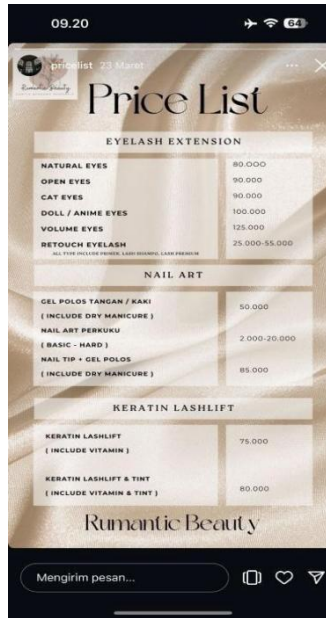 09.20
64
pricelist 23 Maret
Price List
EYELASH EXTENSION
NATURAL EYES 80.000
OPEN EYES 90.000
CAT EYES 90.000
DOLL / ANIME EYES 100.000
VOLUME EYES 125.000
RETOUCH EYELASH 25.000-55.000
NAIL ART
GEL POLOS TANGAN / KAKI
( INCLUDE DRY MANICURE ) 50.000
NAIL ART PERKUKU
( BASIC - HARD ) 2.000-20.000
NAIL TIP + GEL POLOS
( INCLUDE DRY MANICURE ) 85.000
KERATIN LASHLIFT
KERATIN LASHLIFT
( INCLUDE VITAMIN ) 75.000
KERATIN LASHLIFT & TINT
( INCLUDE VITAMIN & TINT ) 80.000
Rumantic Beauty
Mengirim pesan...